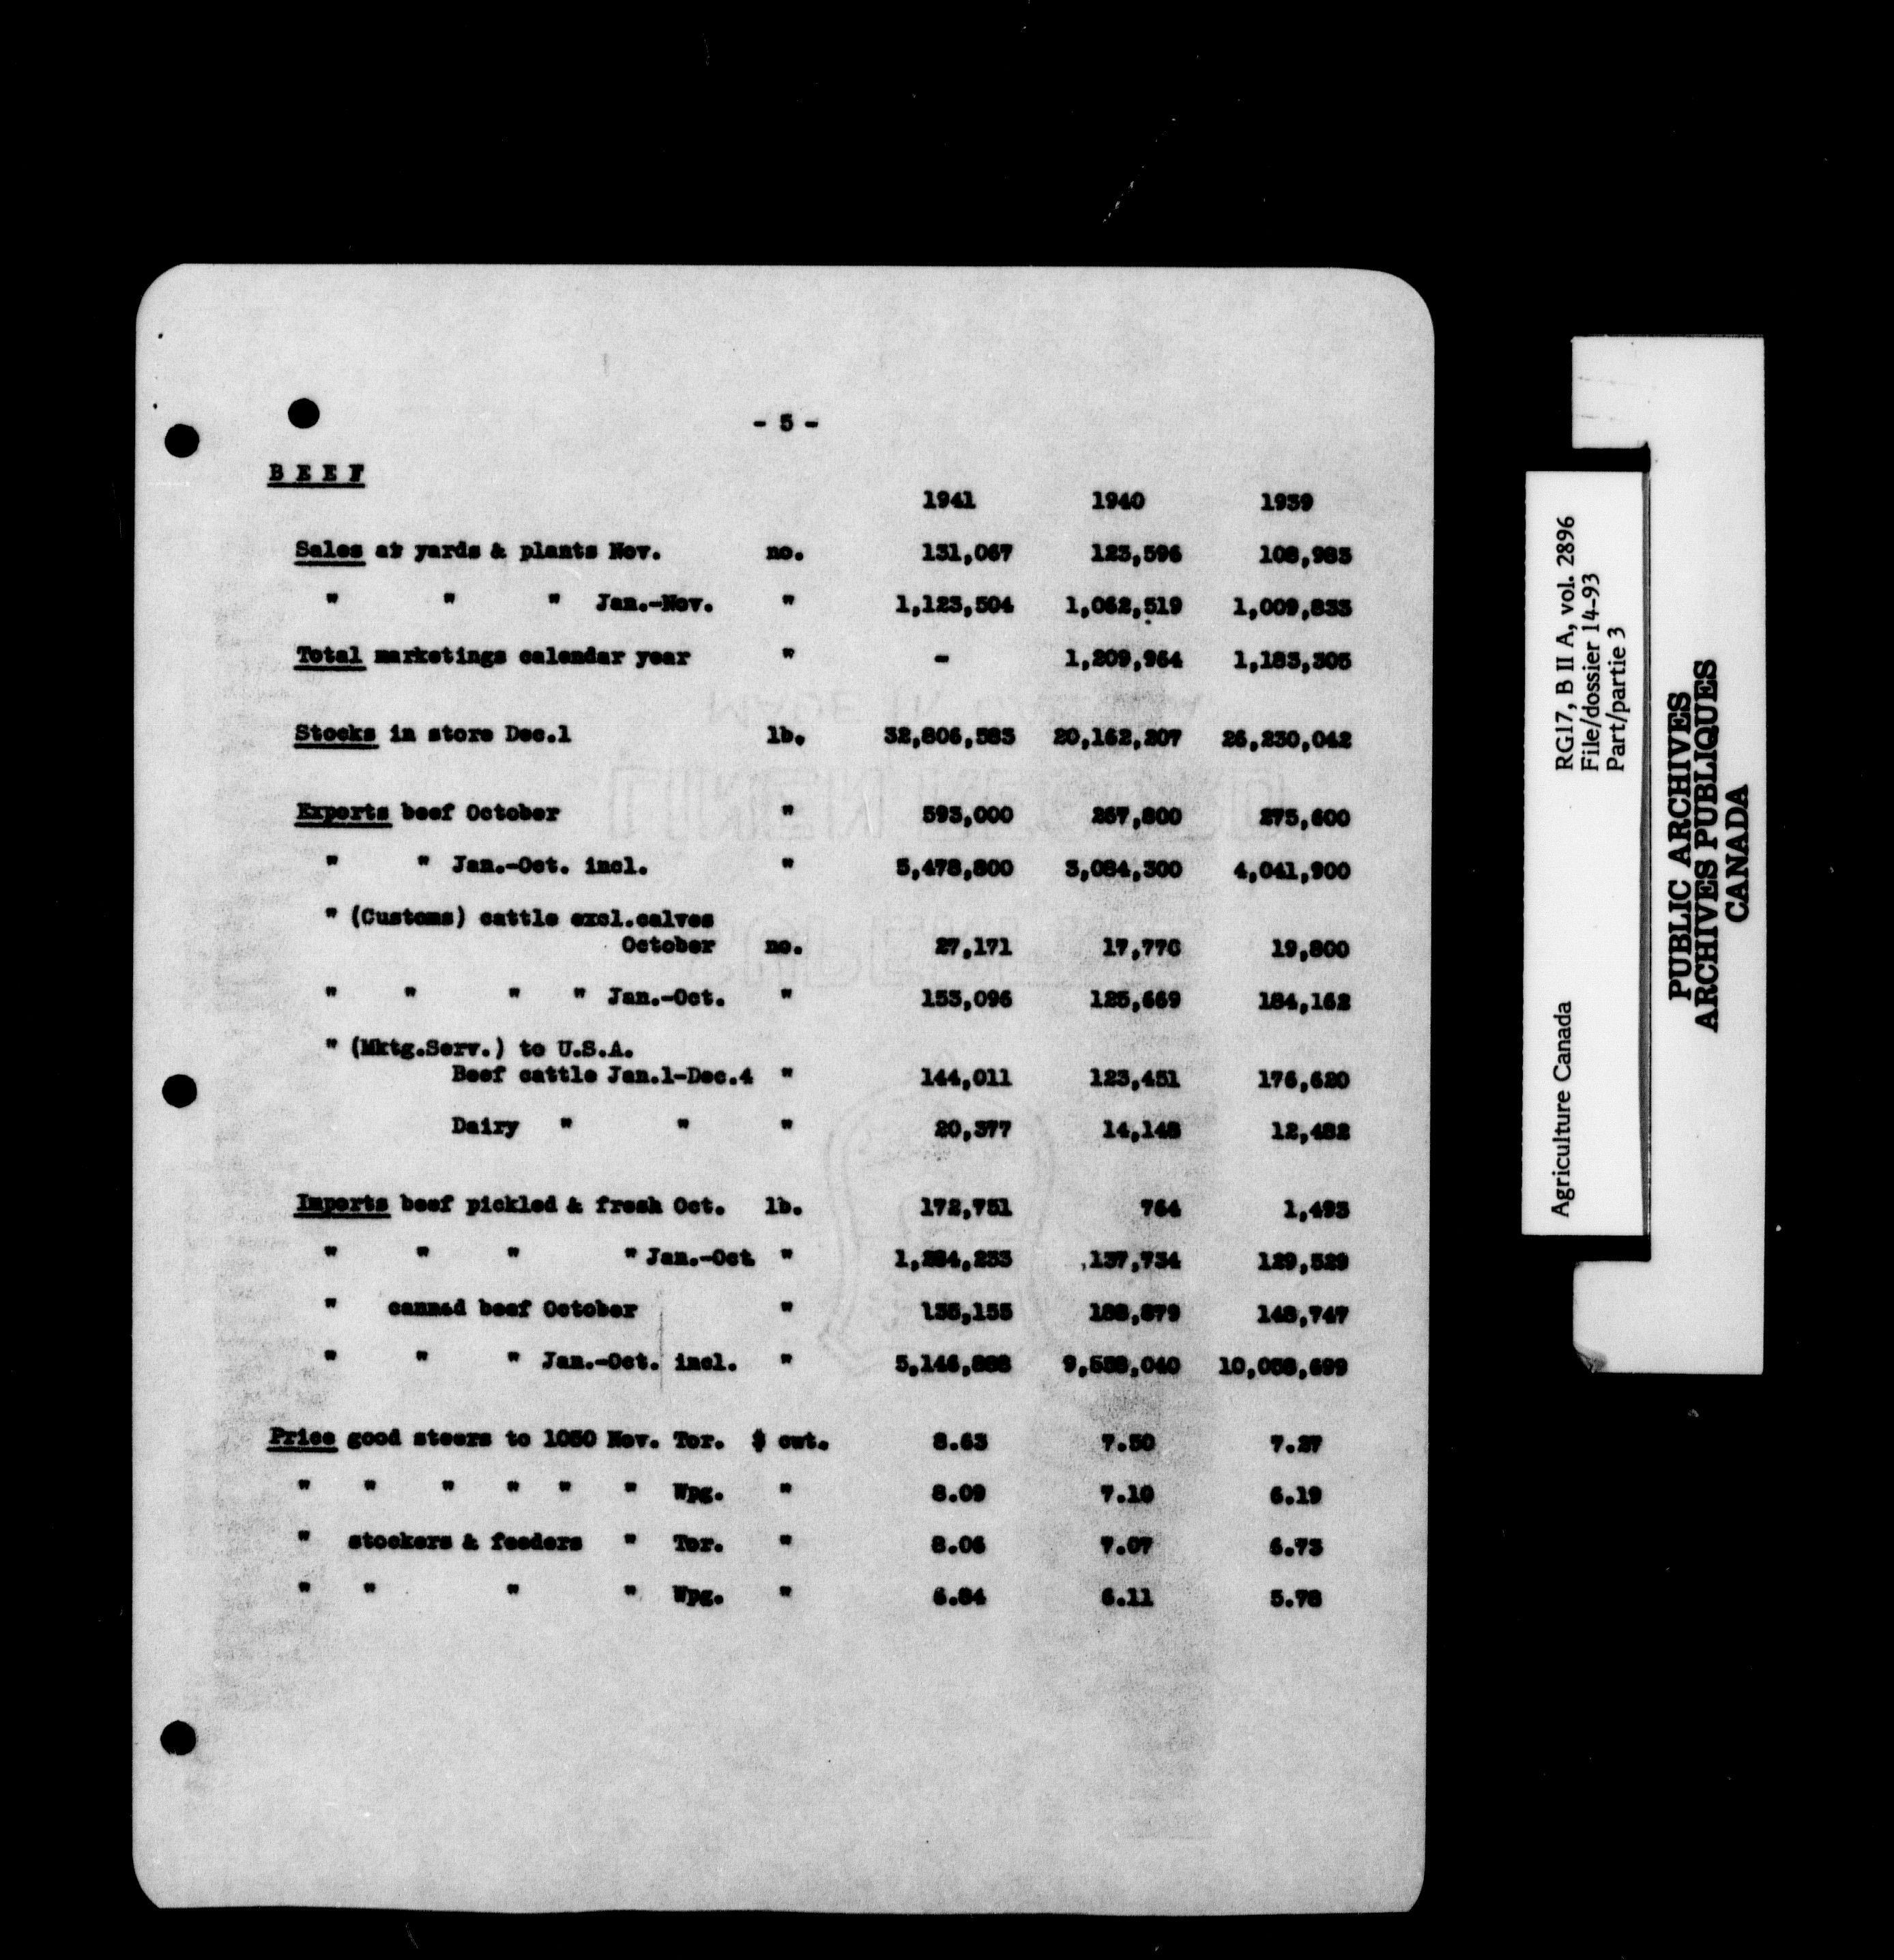 - 5 -
B E E F
1941 1940 1939
Sales at yards & plants Nov. no. 131,067 123,596 108,983
" " " Jan.-Nov. " 1,123,504 1,062,519 1,009,833
Total marketings calendar year " - 1,209,964 1,183,305
Stocks in store Dec.1 lb. 32,806,583 20,162,207 26,230,042
Exports beef October " 593,000 267,800 275,600
" " Jan.-Oct. incl. " 5,478,800 3,084,300 4,041,900
" (Customs) cattle excl.calves
October no. 27,171 17,770 19,800
" " " " Jan.-Oct. " 153,096 125,669 184,162
" (Mktg.Serv.) to U.S.A.
Beef cattle Jan.1-Dec.4 " 144,011 123,451 176,620
Dairy " " " 20,377 14,148 12,482
Imports beef pickled & fresh Oct. lb. 172,751 764 1,493
" " " " Jan.-Oct. " 1,284,253 137,734 129,529
" canned beef October " 135,155 188,879 148,747
" " " Jan.-Oct. incl. " 5,146,888 9,558,040 10,058,699
Price good steers to 1050 Nov. Tor. $ cwt. 8.63 7.50 7.27
" " " " " " Wpg. " 8.09 7.10 6.19
" stockers & feeders " Tor. " 8.06 7.07 6.73
" " " " Wpg. " 6.84 6.11 5.78
RG17, B II A, vol. 2896
File/dossier 14-93
Part/partie 3
Agriculture Canada
PUBLIC ARCHIVES
ARCHIVES PUBLIQUES
CANADA